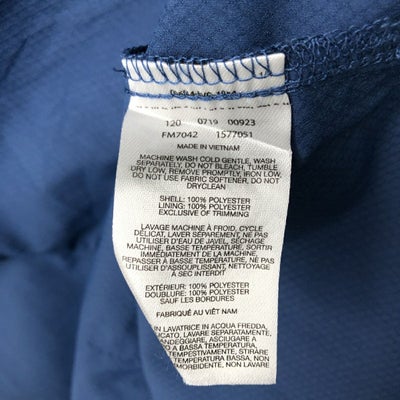 120 0719 00923
FM7042 1577051
MADE IN VIETNAM
MACHINE WASH COLD GENTLE, WASH
SEPARATELY, DO NOT BLEACH, TUMBLE
DRY LOW, REMOVE PROMPTLY, IRON LOW,
DO NOT USE FABRIC SOFTENER, DO NOT
DRYCLEAN
SHELL: 100% POLYESTER
LINING: 100% POLYESTER
EXCLUSIVE OF TRIMMING
LAVAGE MACHINE À FROID, CYCLE
DÉLICAT, LAVER SÉPAREMENT, NE PAS
UTILISER D'EAU DE JAVEL, SÉCHAGE
MACHINE, BASSE TEMPÉRATURE, SORTIR
IMMÉDIATEMENT DE LA MACHINE,
REPASSER À BASSE TEMPÉRATURE, NE PAS
UTILISER D'ASSOUPLISSANT, NETTOYAGE
À SEC INTERDIT
EXTÉRIEUR: 100% POLYESTER
DOUBLURE: 100% POLYESTER
SAUF LES BORDURES
FABRIQUÉ AU VIÊT NAM
IN LAVATRICE IN ACQUA FREDDA,
ICATO, LAVARE SEPARATAMENTE,
ANDEGGIARE, ASCIUGARE A
A BASSA TEMPERATURA,
TEMPESTIVAMENTE, STIRARE
TEMPERATURA BASSA, NON
MORBIDENTE, NON LAVARE